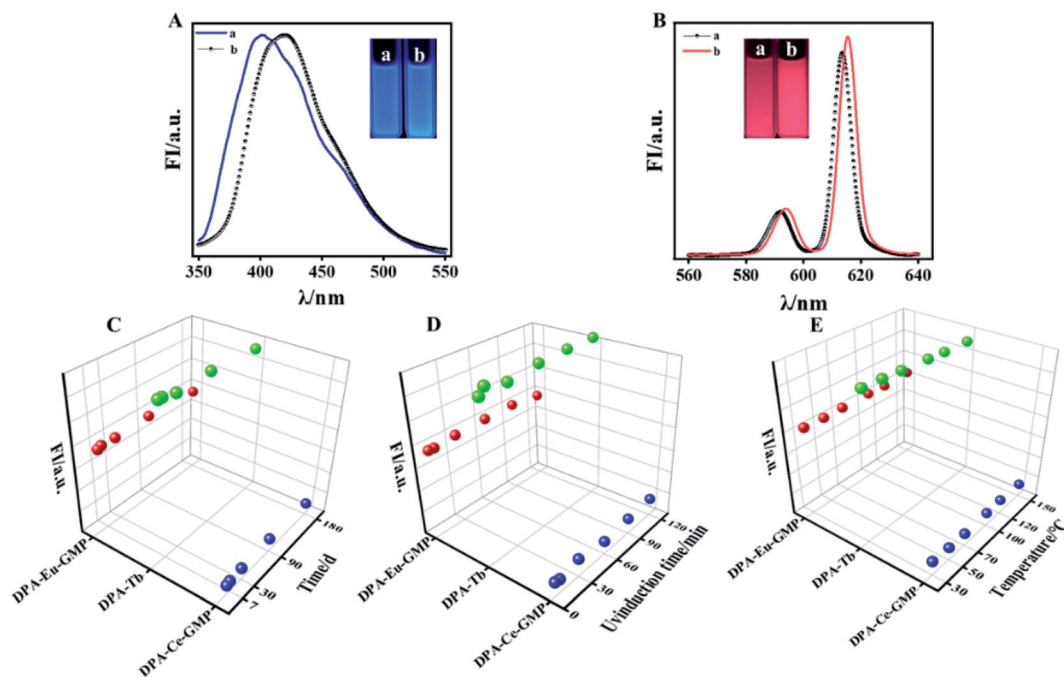 A
a
b
a b
FI/a.u.
350 400 450 500 550
λ/nm
B
a
b
a b
FI/a.u.
560 580 600 620 640
λ/nm
C
FI/a.u.
DPA-Eu-GMP
DPA-Tb
DPA-Ce-GMP
7
30
90
180
Time/d
D
FI/a.u.
DPA-Eu-GMP
DPA-Tb
DPA-Ce-GMP
0
30
60
90
120
Uvinduction time/min
E
FI/a.u.
DPA-Eu-GMP
DPA-Tb
DPA-Ce-GMP
30
50
70
100
120
150
Temperature/°C